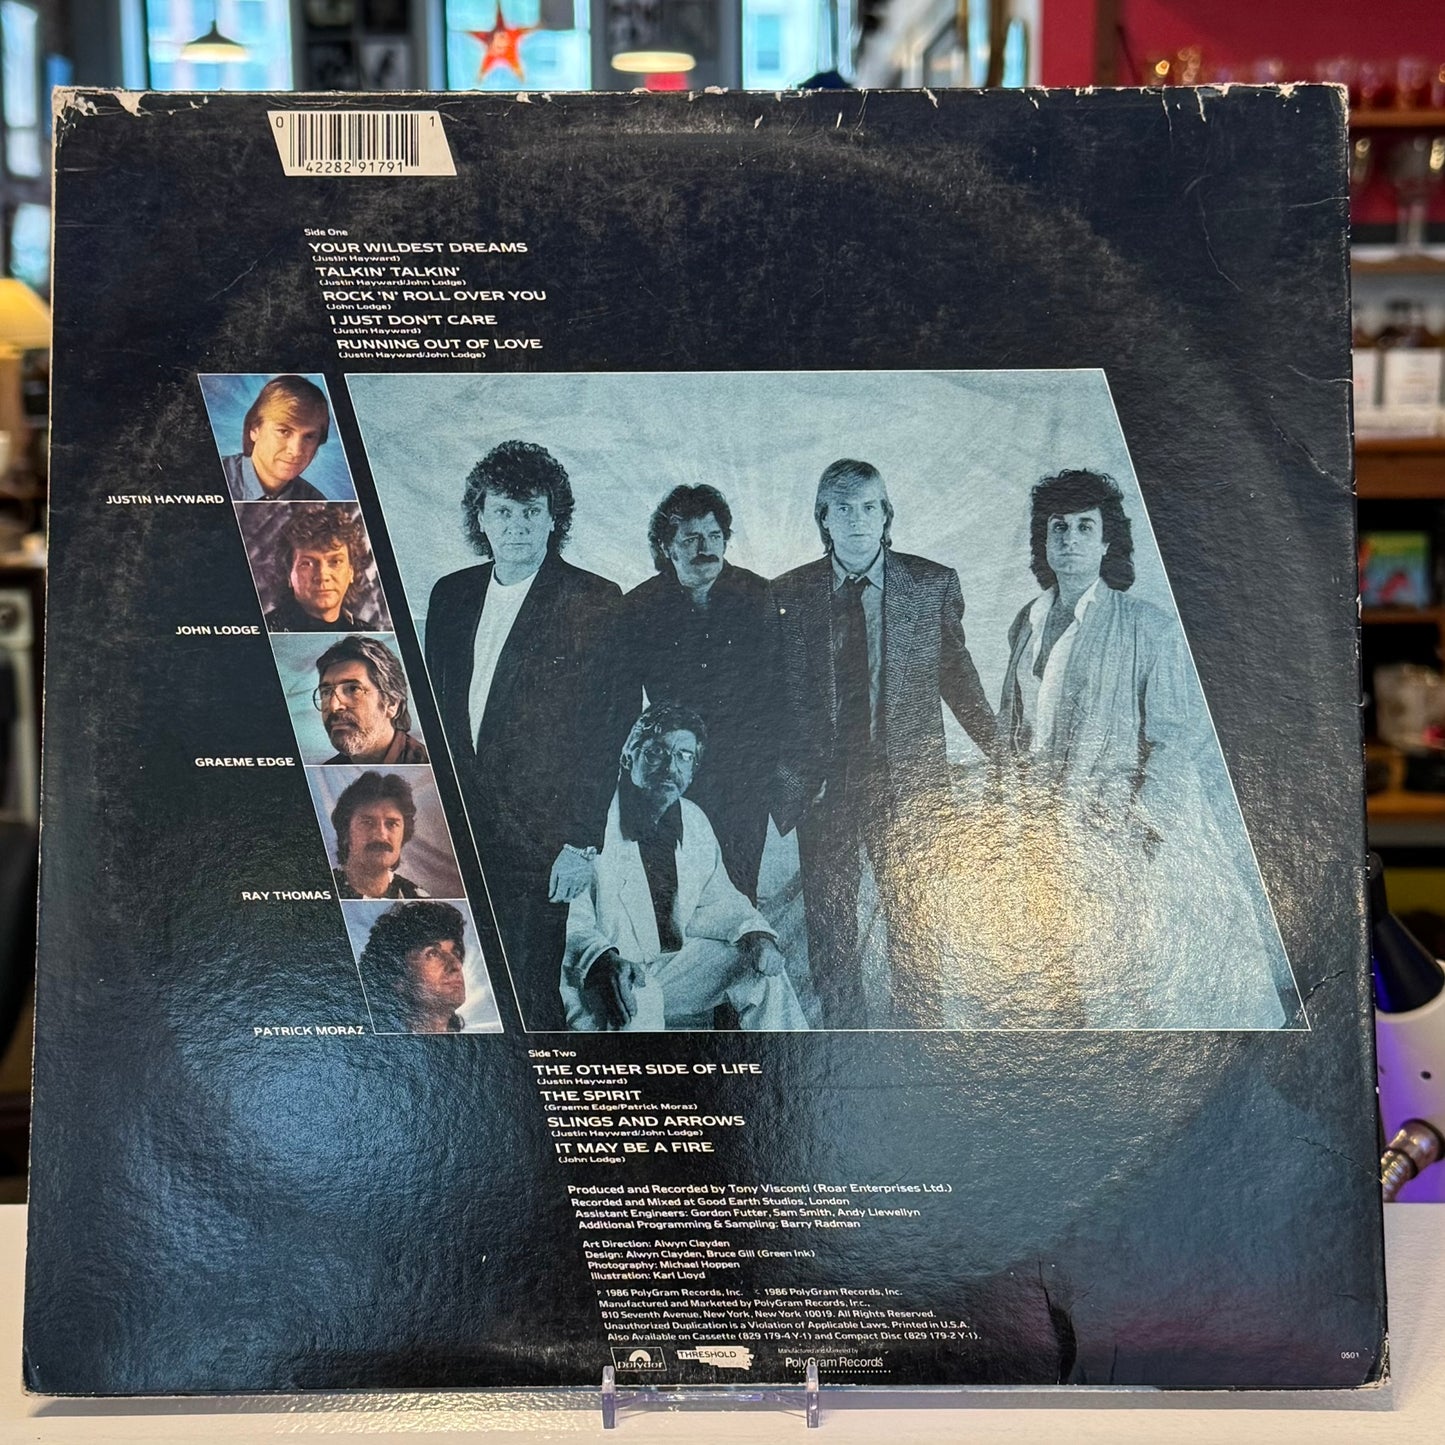 0 42282 91791 1
Side One
YOUR WILDEST DREAMS
(Justin Hayward)
TALKIN' TALKIN'
(Justin Hayward/John Lodge)
ROCK 'N' ROLL OVER YOU
(John Lodge)
I JUST DON'T CARE
(Justin Hayward)
RUNNING OUT OF LOVE
(Justin Hayward/John Lodge)
JUSTIN HAYWARD
JOHN LODGE
GRAEME EDGE
RAY THOMAS
PATRICK MORAZ
Side Two
THE OTHER SIDE OF LIFE
(Justin Hayward)
THE SPIRIT
(Graeme Edge/Patrick Moraz)
SLINGS AND ARROWS
(Justin Hayward/John Lodge)
IT MAY BE A FIRE
(John Lodge)
Produced and Recorded by Tony Visconti (Roar Enterprises Ltd.)
Recorded and Mixed at Good Earth Studios, London
Assistant Engineers: Gordon Futter, Sam Smith, Andy Llewellyn
Additional Programming & Sampling: Barry Radman
Art Direction: Alwyn Clayden
Design: Alwyn Clayden, Bruce Gill (Green Ink)
Photography: Michael Hoppen
Illustration: Karl Lloyd
℗ 1986 PolyGram Records, Inc. © 1986 PolyGram Records, Inc.
Manufactured and Marketed by PolyGram Records, Inc.,
810 Seventh Avenue, New York, New York 10019. All Rights Reserved.
Unauthorized Duplication is a Violation of Applicable Laws. Printed in U.S.A.
Also Available on Cassette (829 179-4 Y-1) and Compact Disc (829 179-2 Y-1).
Polydor THRESHOLD Manufactured and Marketed by
PolyGram Records
0501